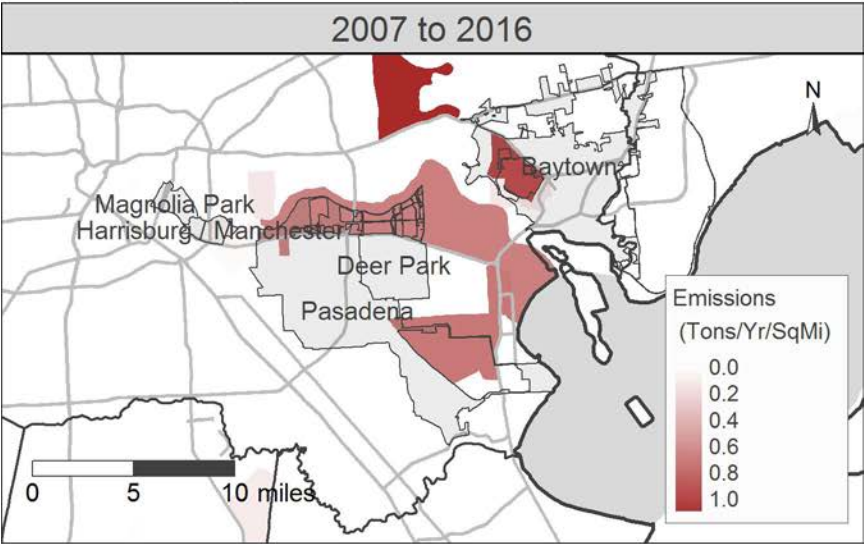 2007 to 2016
N
Baytown
Magnolia Park
Harrisburg / Manchester
Deer Park
Pasadena
Emissions
(Tons/Yr/SqMi)
0.0
0.2
0.4
0.6
0.8
1.0
0 5 10 miles